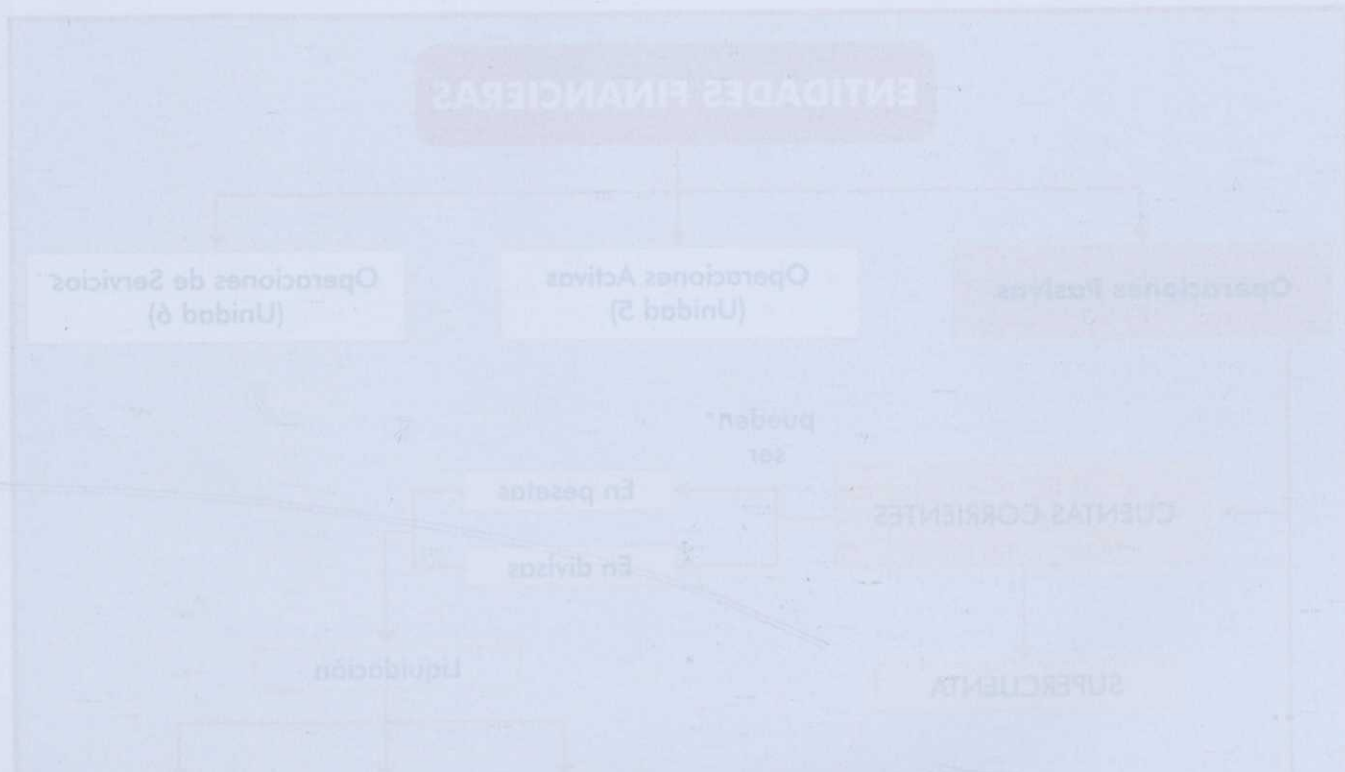 ENTIDADES FINANCIERAS
Operaciones Pasivas
Operaciones Activas
(Unidad 5)
Operaciones de Servicios
(Unidad 6)
pueden
ser
CUENTAS CORRIENTES
En pesetas
En divisas
SUPERCUENTA
Liquidación